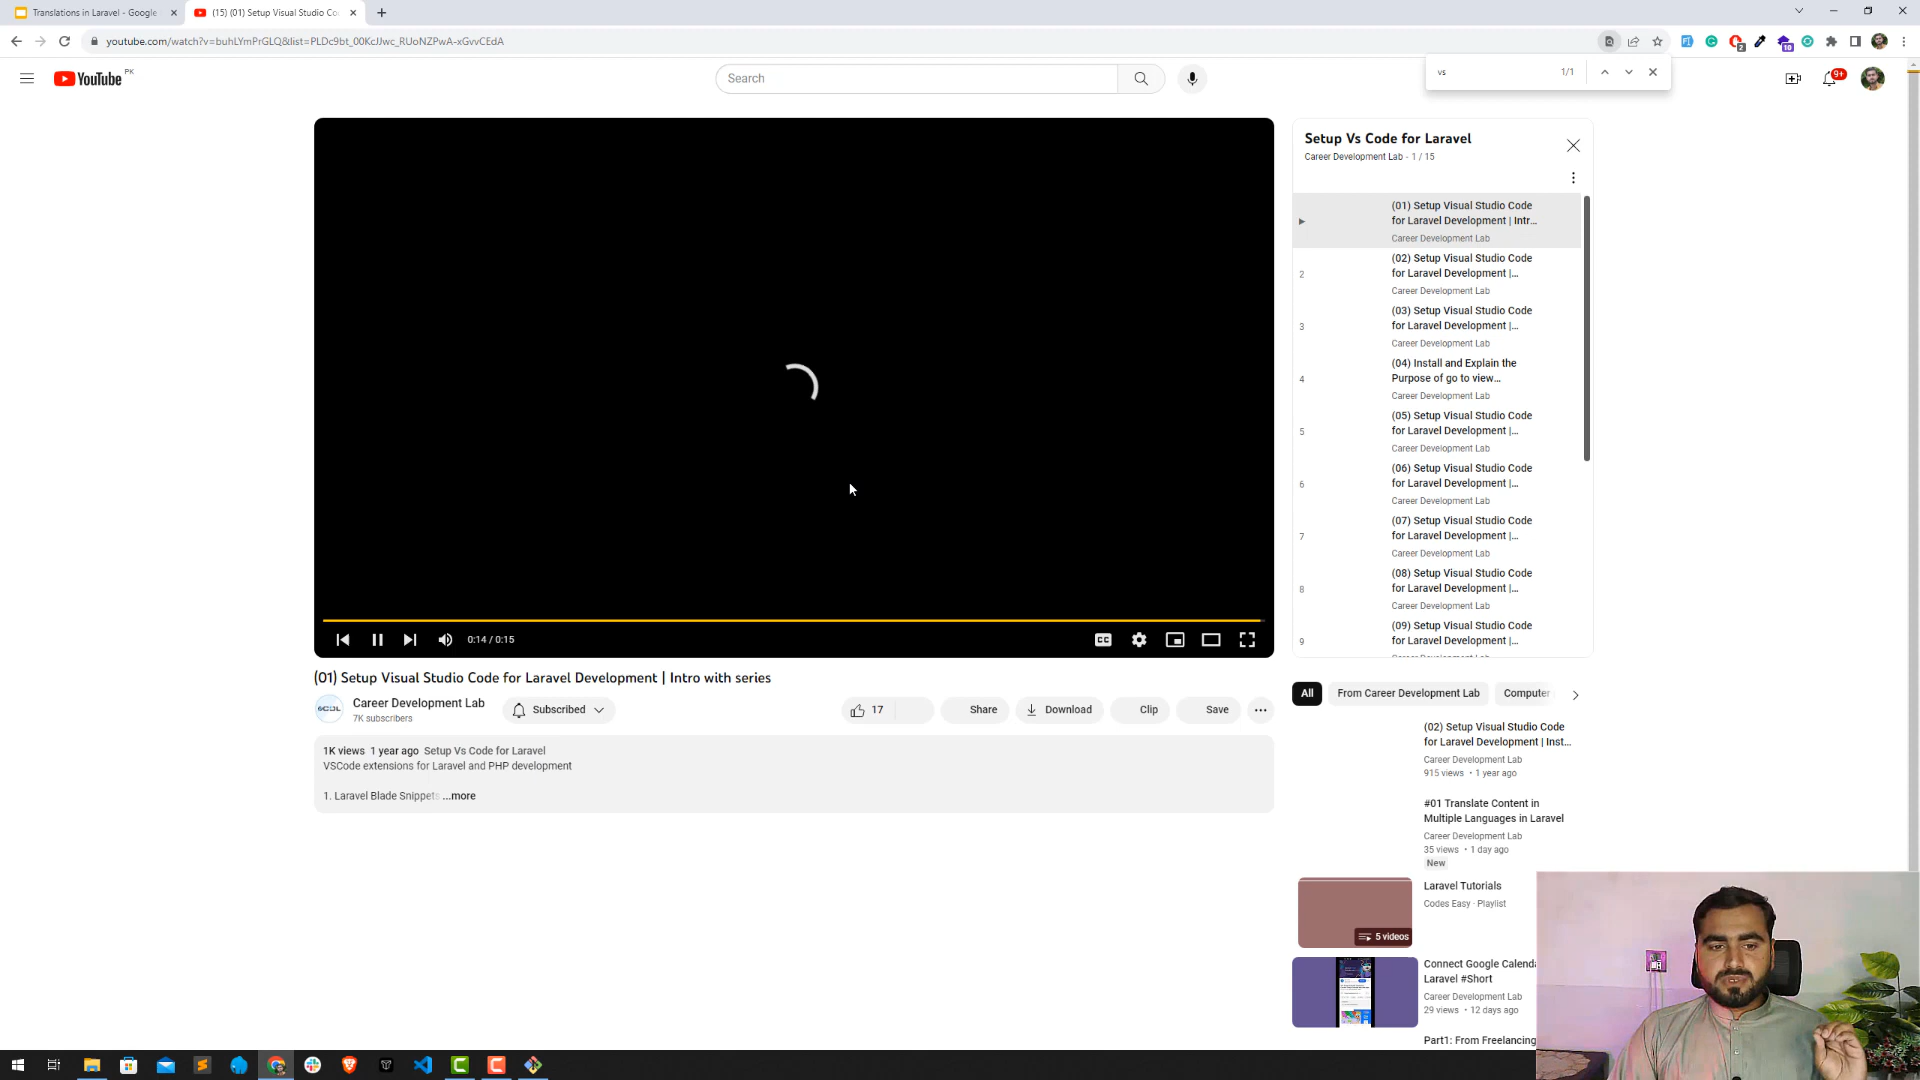 Translations in Laravel - Google
(15) (01) Setup Visual Studio Co
youtube.com/watch?v=buhLYmPrGLQ&list=PLDc9bt_00KcJJwc_RUoNZPwA-xGvvCEdA
2
10
vs
1/1
YouTube PK
Search
9+
Setup Vs Code for Laravel
Career Development Lab - 1 / 15
(01) Setup Visual Studio Code
for Laravel Development | Intr...
Career Development Lab
2
(02) Setup Visual Studio Code
for Laravel Development |...
Career Development Lab
3
(03) Setup Visual Studio Code
for Laravel Development |...
Career Development Lab
4
(04) Install and Explain the
Purpose of go to view...
Career Development Lab
5
(05) Setup Visual Studio Code
for Laravel Development |...
Career Development Lab
6
(06) Setup Visual Studio Code
for Laravel Development |...
Career Development Lab
7
(07) Setup Visual Studio Code
for Laravel Development |...
Career Development Lab
8
(08) Setup Visual Studio Code
for Laravel Development |...
Career Development Lab
9
(09) Setup Visual Studio Code
for Laravel Development |...
0:14 / 0:15
CC
(01) Setup Visual Studio Code for Laravel Development | Intro with series
Career Development Lab
7K subscribers
Subscribed
17
Share
Download
Clip
Save
1K views 1 year ago Setup Vs Code for Laravel
VSCode extensions for Laravel and PHP development
1. Laravel Blade Snippets ...more
All
From Career Development Lab
Computer
(02) Setup Visual Studio Code
for Laravel Development | Inst...
Career Development Lab
915 views • 1 year ago
#01 Translate Content in
Multiple Languages in Laravel
Career Development Lab
35 views • 1 day ago
New
5 videos
Laravel Tutorials
Codes Easy · Playlist
Connect Google Calenda
Laravel #Short
Career Development Lab
29 views • 12 days ago
Part1: From Freelancing